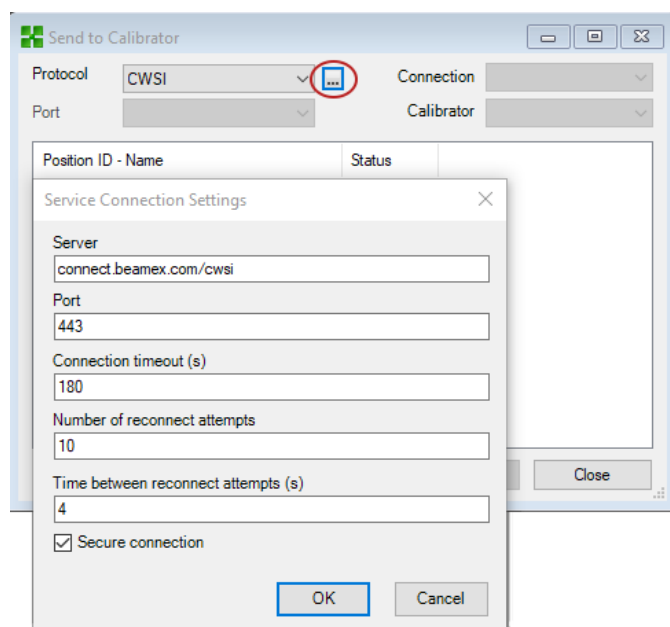 Send to Calibrator
Protocol CWSI ... Connection
Port Calibrator
Position ID - Name Status
Service Connection Settings
Server
connect.beamex.com/cwsi
Port
443
Connection timeout (s)
180
Number of reconnect attempts
10
Time between reconnect attempts (s)
4
Secure connection
OK Cancel
Close